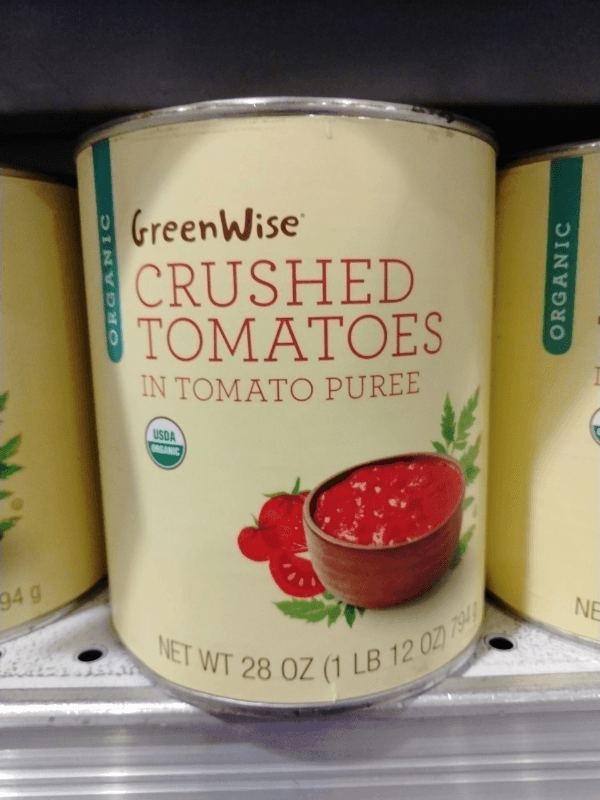 ORGANIC
GreenWise
CRUSHED
TOMATOES
IN TOMATO PUREE
USDA
ORGANIC
NET WT 28 OZ (1 LB 12 OZ) 794 g
94 g
ORGANIC
NE